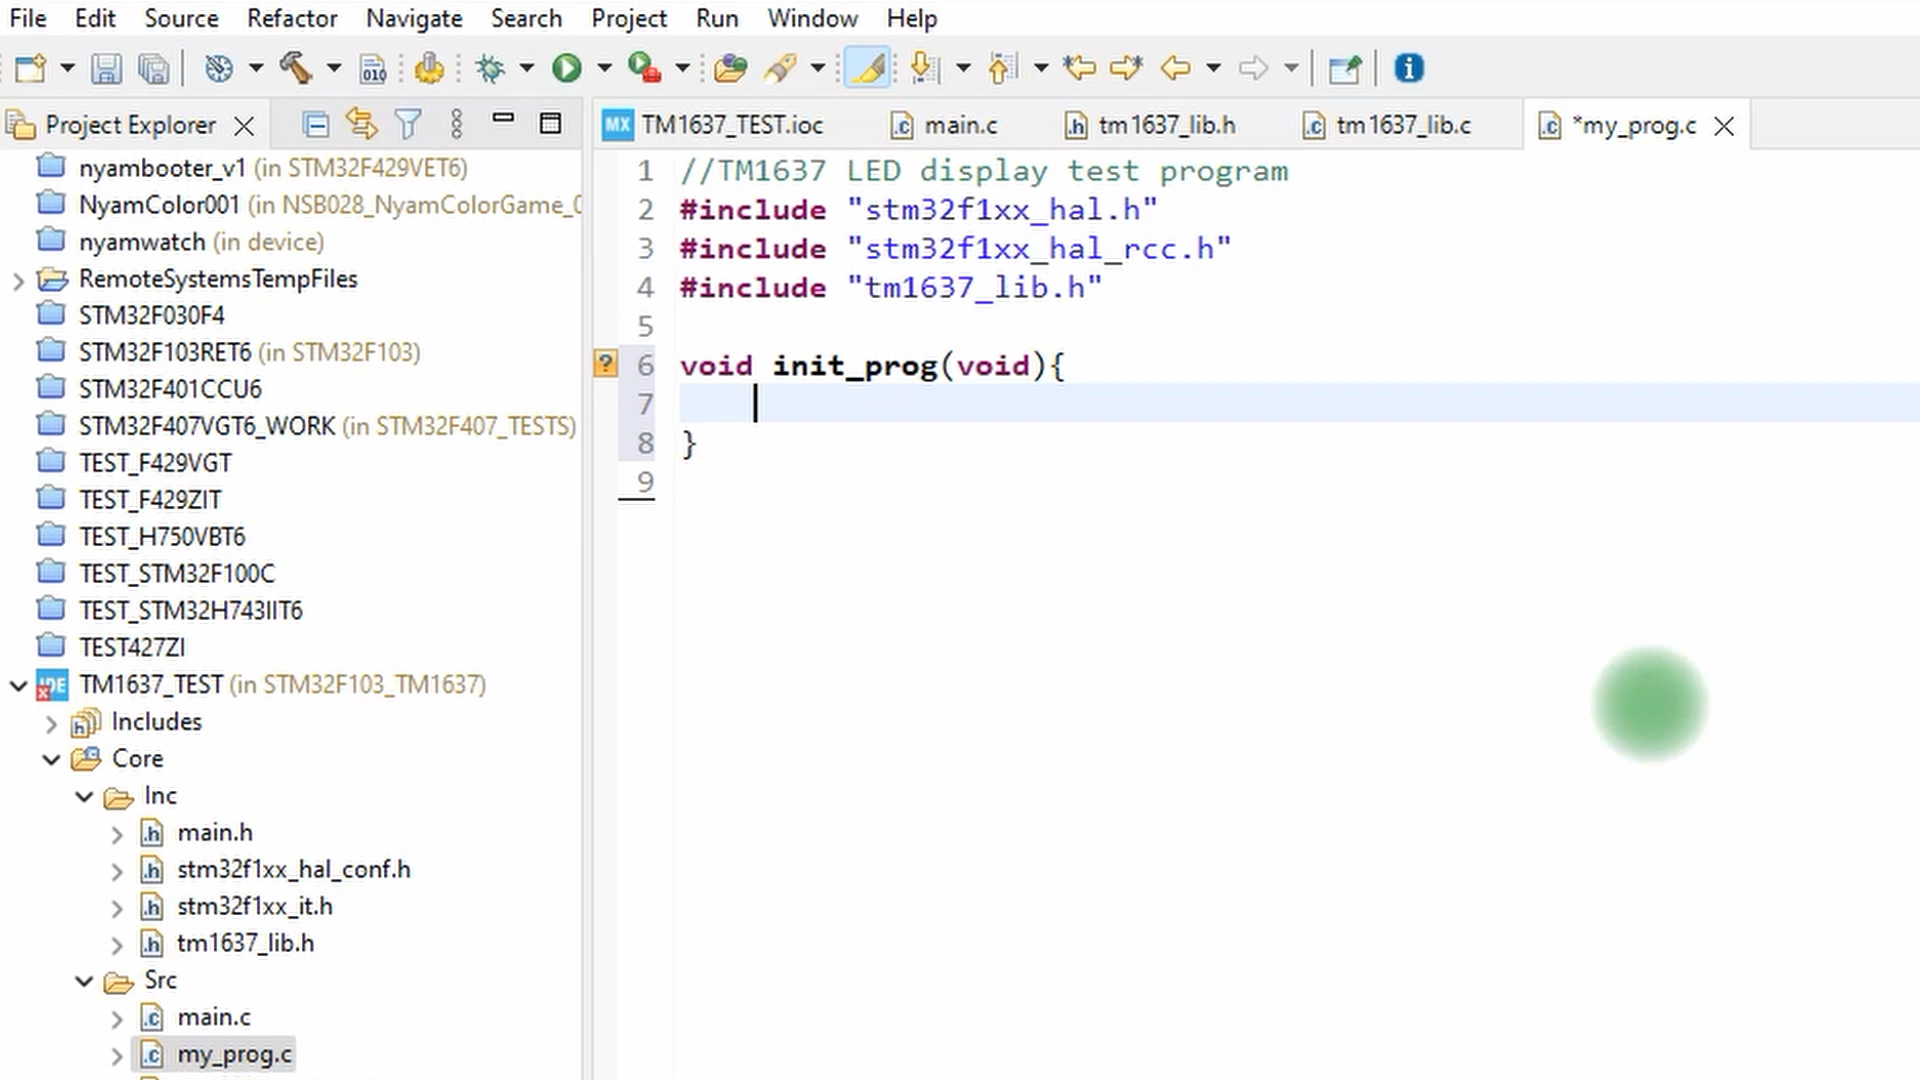 File Edit Source Refactor Navigate Search Project Run Window Help
010
Project Explorer
MX TM1637_TEST.ioc
.c main.c
.h tm1637_lib.h
.c tm1637_lib.c
.c *my_prog.c
nyambooter_v1 (in STM32F429VET6)
NyamColor001 (in NSB028_NyamColorGame_0
nyamwatch (in device)
RemoteSystemsTempFiles
STM32F030F4
STM32F103RET6 (in STM32F103)
STM32F401CCU6
STM32F407VGT6_WORK (in STM32F407_TESTS)
TEST_F429VGT
TEST_F429ZIT
TEST_H750VBT6
TEST_STM32F100C
TEST_STM32H743IIT6
TEST427ZI
IDE TM1637_TEST (in STM32F103_TM1637)
h Includes
c Core
Inc
.h main.h
.h stm32f1xx_hal_conf.h
.h stm32f1xx_it.h
.h tm1637_lib.h
Src
.c main.c
.c my_prog.c
1 //TM1637 LED display test program
2 #include "stm32f1xx_hal.h"
3 #include "stm32f1xx_hal_rcc.h"
4 #include "tm1637_lib.h"
5
6 void init_prog(void){
7
8 }
9